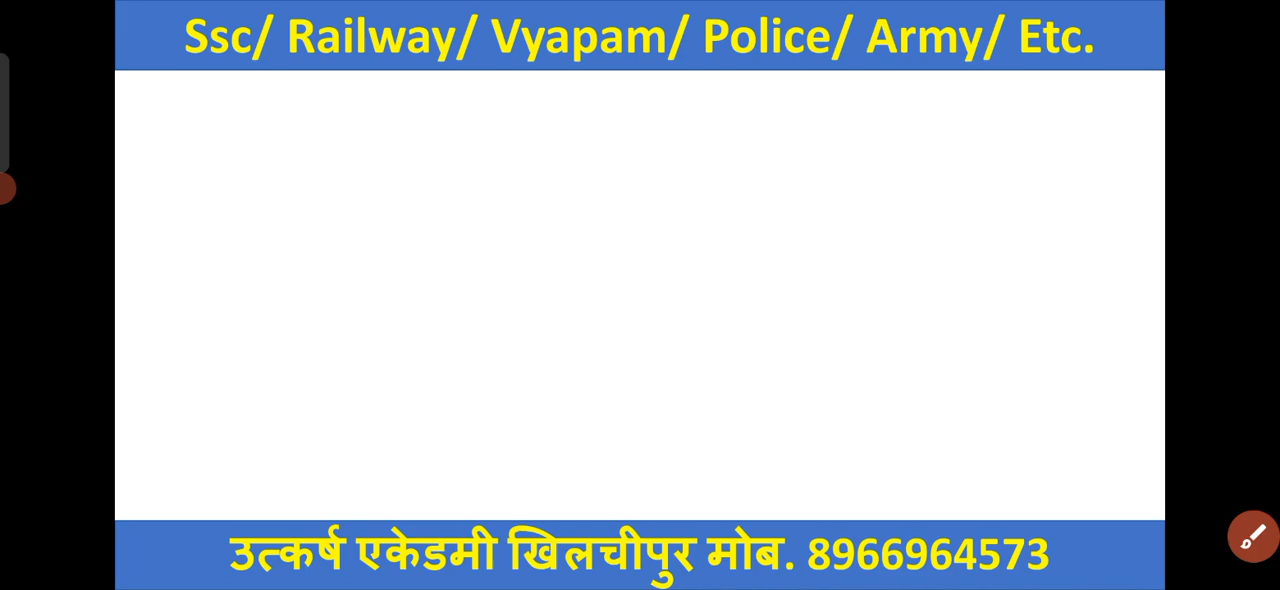 Ssc/ Railway/ Vyapam/ Police/ Army/ Etc.
उत्कर्ष एकेडमी खिलचीपुर मोब. 8966964573